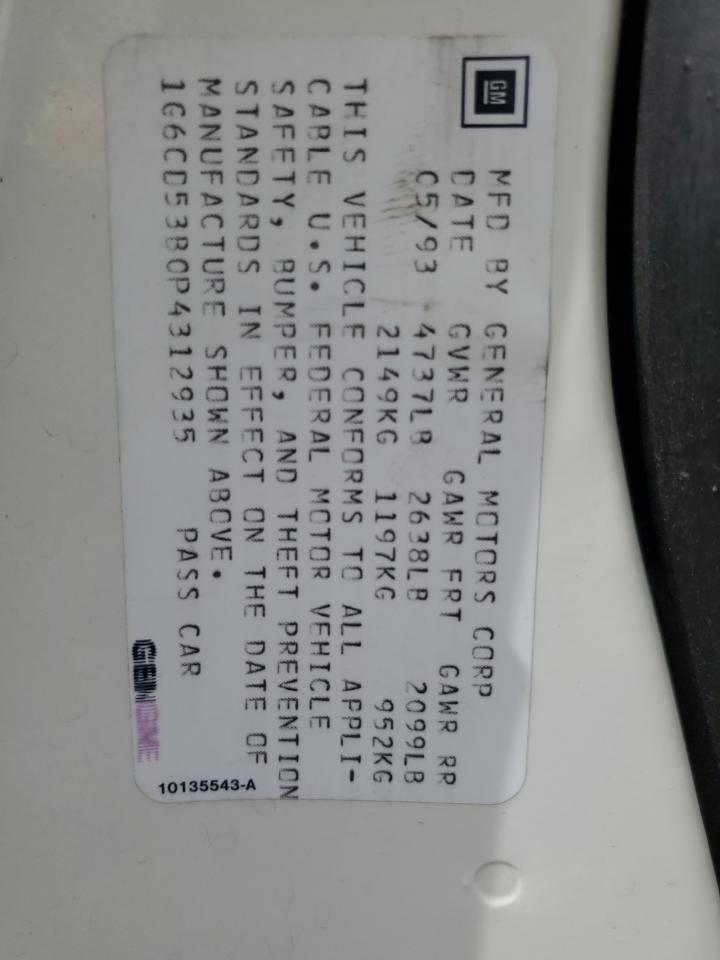 GM
MFD BY GENERAL MOTORS CORP
DATE GVWR GAWR FRT GAWR RR
05/93 4737LB 2638LB 2099LB
2149KG 1197KG 952KG
THIS VEHICLE CONFORMS TO ALL APPLI-
CABLE U.S. FEDERAL MOTOR VEHICLE
SAFETY, BUMPER, AND THEFT PREVENTION
STANDARDS IN EFFECT ON THE DATE OF
MANUFACTURE SHOWN ABOVE.
1G6CD53B0P4312935 PASS CAR
10135543-A